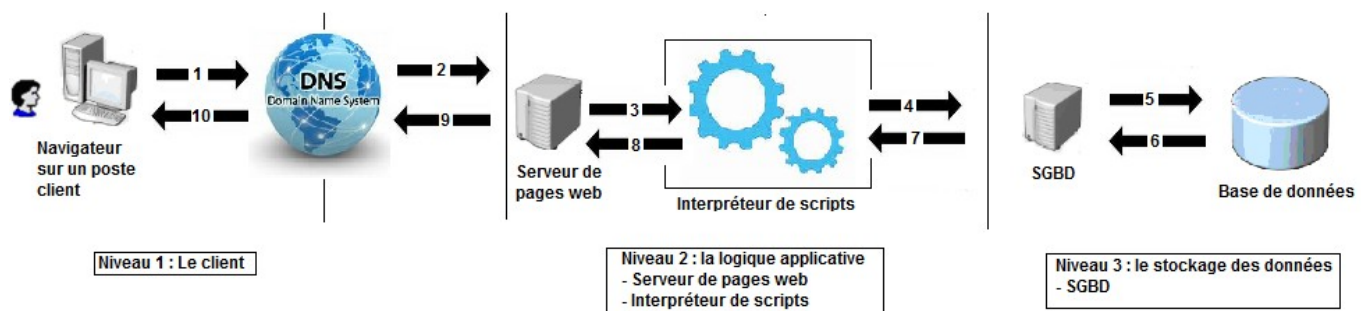 1
10
Navigateur
sur un poste
client
DNS
Domain Name System
2
9
Serveur de
pages web
3
8
Interpréteur de scripts
4
7
SGBD
5
6
Base de données
Niveau 1 : Le client
Niveau 2 : la logique applicative
- Serveur de pages web
- Interpréteur de scripts
Niveau 3 : le stockage des données
- SGBD